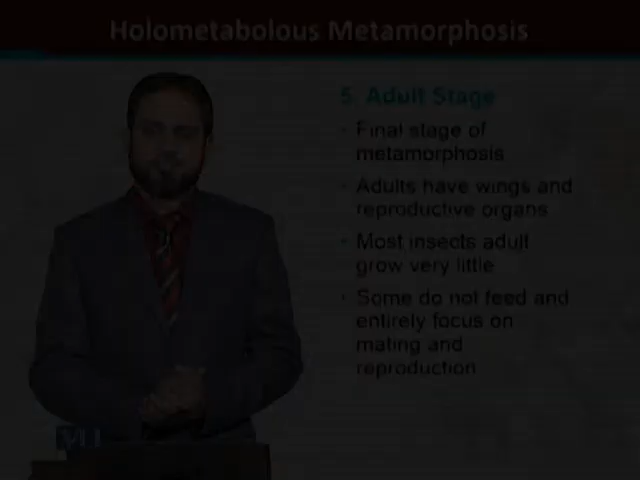 Holometabolous Metamorphosis
5. Adult Stage
Final stage of
metamorphosis
Adults have wings and
reproductive organs
Most insects adult
grow very little
Some do not feed and
entirely focus on
mating and
reproduction